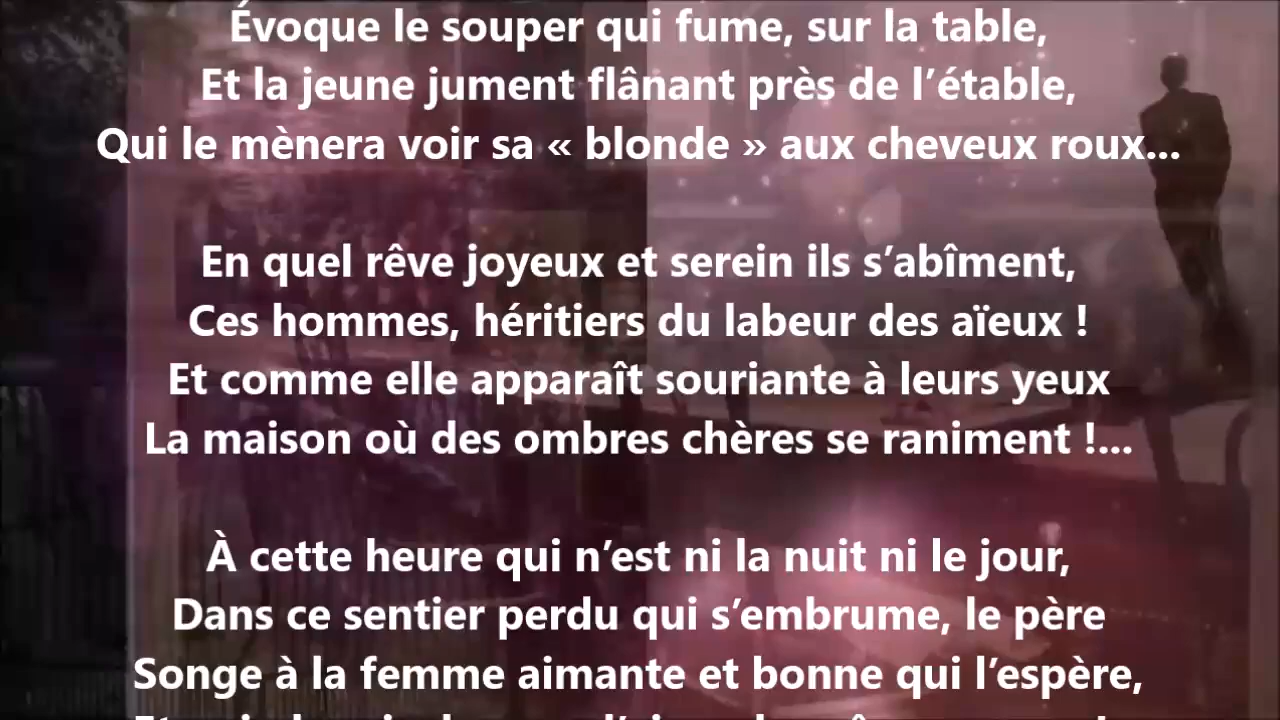 Évoque le souper qui fume, sur la table,
Et la jeune jument flânant près de l’étable,
Qui le mènera voir sa « blonde » aux cheveux roux...
En quel rêve joyeux et serein ils s’abîment,
Ces hommes, héritiers du labeur des aïeux !
Et comme elle apparaît souriante à leurs yeux
La maison où des ombres chères se raniment !...
À cette heure qui n’est ni la nuit ni le jour,
Dans ce sentier perdu qui s’embrume, le père
Songe à la femme aimante et bonne qui l’espère,